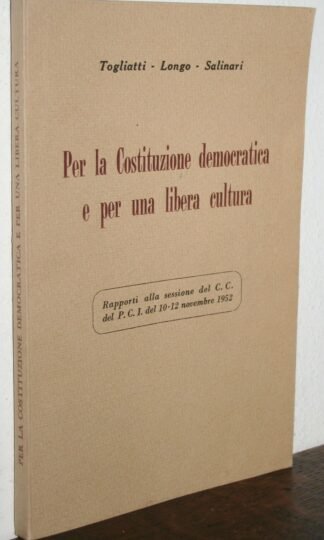 Togliatti - Longo - Salinari
Per la Costituzione democratica
e per una libera cultura
Rapporti alla sessione del C. C.
del P. C. I. del 10-12 novembre 1952
PER LA COSTITUZIONE DEMOCRATICA E PER UNA LIBERA CULTURA